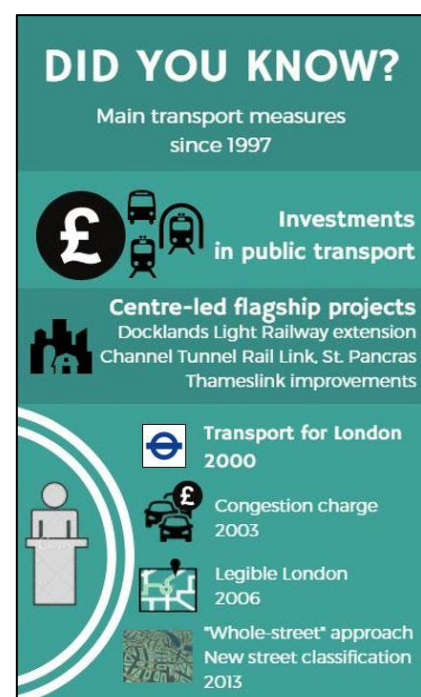 DID YOU KNOW?
Main transport measures
since 1997
£
Investments
in public transport
Centre-led flagship projects
Docklands Light Railway extension
Channel Tunnel Rail Link, St. Pancras
Thameslink improvements
Transport for London
2000
£
Congestion charge
2003
Legible London
2006
"Whole-street" approach
New street classification
2013